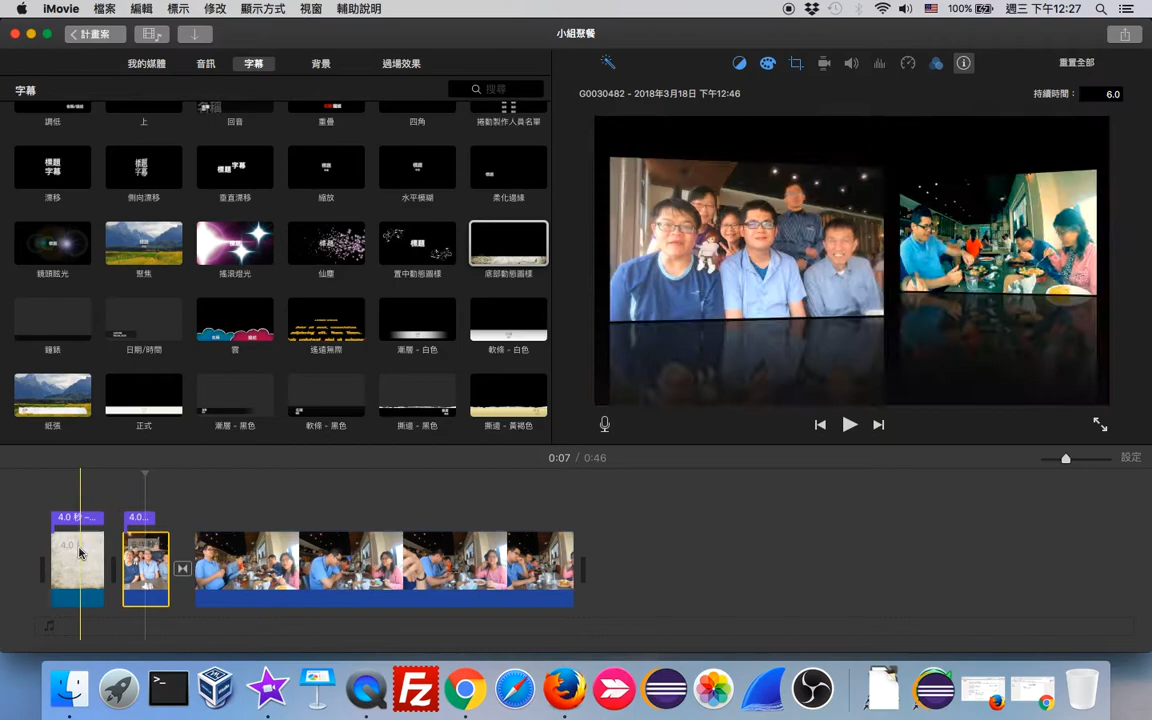 iMovie 檔案 編輯 標示 修改 顯示方式 視窗 輔助說明 100% 週三 下午12:27
計畫案 小組聚餐
我的媒體 音訊 字幕 背景 過場效果 重置全部
字幕 搜尋 G0030482 - 2018年3月18日 下午12:46 持續時間： 6.0
調低 上 回音 重疊 四角 捲動製作人員名單
標題 字幕
漂移 側向漂移 垂直漂移 縮放 水平模糊 柔化邊緣
標題
鏡頭眩光 聚焦 搖滾燈光 仙塵 置中動態圖樣 底部動態圖樣
鐘錶 日期/時間 雲 遙遠無際 漸層 - 白色 軟條 - 白色
紙張 正式 漸層 - 黑色 軟條 - 黑色 撕邊 - 黑色 撕邊 - 黃褐色
0:07 / 0:46 設定
4.0 秒 –... 4.0...
4.0